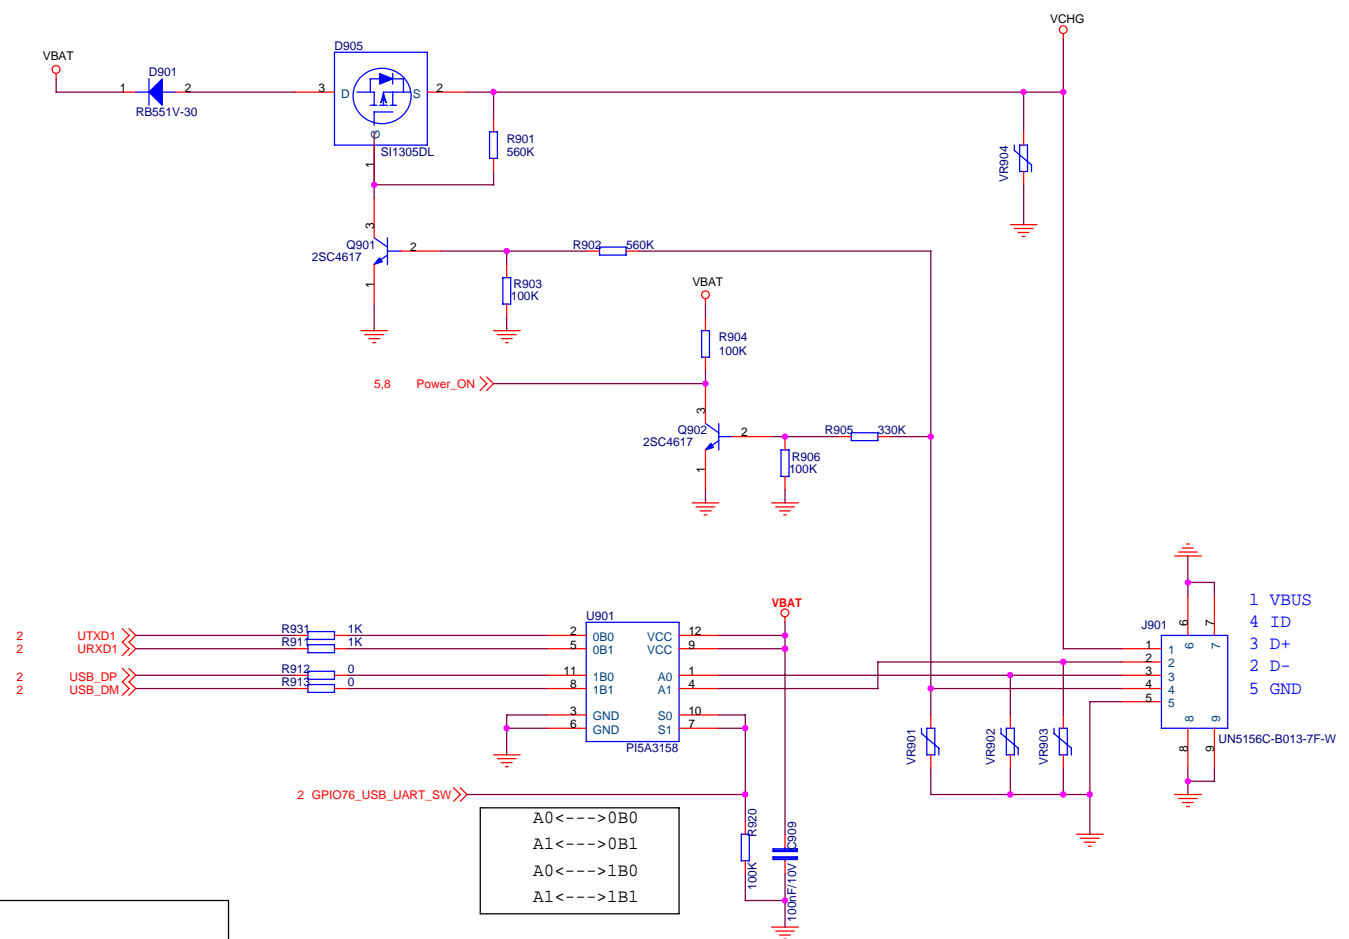 VCHG
VBAT
D905
D901
1
2
3
D
S
2
RB551V-30
G
SI1305DL
1
R901
560K
VR904
3
Q901
2SC4617
2
1
R902
560K
R903
100K
VBAT
R904
100K
5,8 Power_ON
3
Q902
2SC4617
2
1
R905
330K
R906
100K
U901
VBAT
2 UTXD1
R931
1K
2
0B0
VCC
12
2 URXD1
R911
1K
5
0B1
VCC
9
2 USB_DP
R912
0
11
1B0
A0
1
2 USB_DM
R913
0
8
1B1
A1
4
3
GND
S0
10
6
GND
S1
7
PI5A3158
J901
6
7
6
7
1
1
2
2
3
3
4
4
5
5
8
9
8
9
UN5156C-B013-7F-W
1 VBUS
4 ID
3 D+
2 D-
5 GND
VR901
VR902
VR903
2 GPIO76_USB_UART_SW
R920
100K
C909
100nF/10V
A0<--->0B0
A1<--->0B1
A0<--->1B0
A1<--->1B1